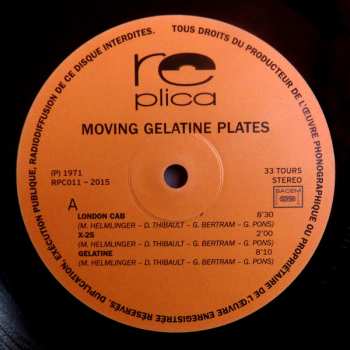 TOUS DROITS DU PRODUCTEUR DE L'ŒUVRE PHONOGRAPHIQUE OU DU PROPRIÉTAIRE DE L'ŒUVRE ENREGISTRÉE RÉSERVÉS. DUPLICATION, EXÉCUTION PUBLIQUE, RADIODIFFUSION DE CE DISQUE INTERDITES.
re
plica
MOVING GELATINE PLATES
(P) 1971
RPC011 – 2015
33 TOURS
STEREO
A
SACEM
LONDON CAB 8'30
(M. HELMLINGER – D. THIBAULT – G. BERTRAM – G. PONS)
X-25 2'00
(M. HELMLINGER – D. THIBAULT – G. BERTRAM – G. PONS)
GELATINE 8'10
(M. HELMLINGER – D. THIBAULT – G. BERTRAM – G. PONS)